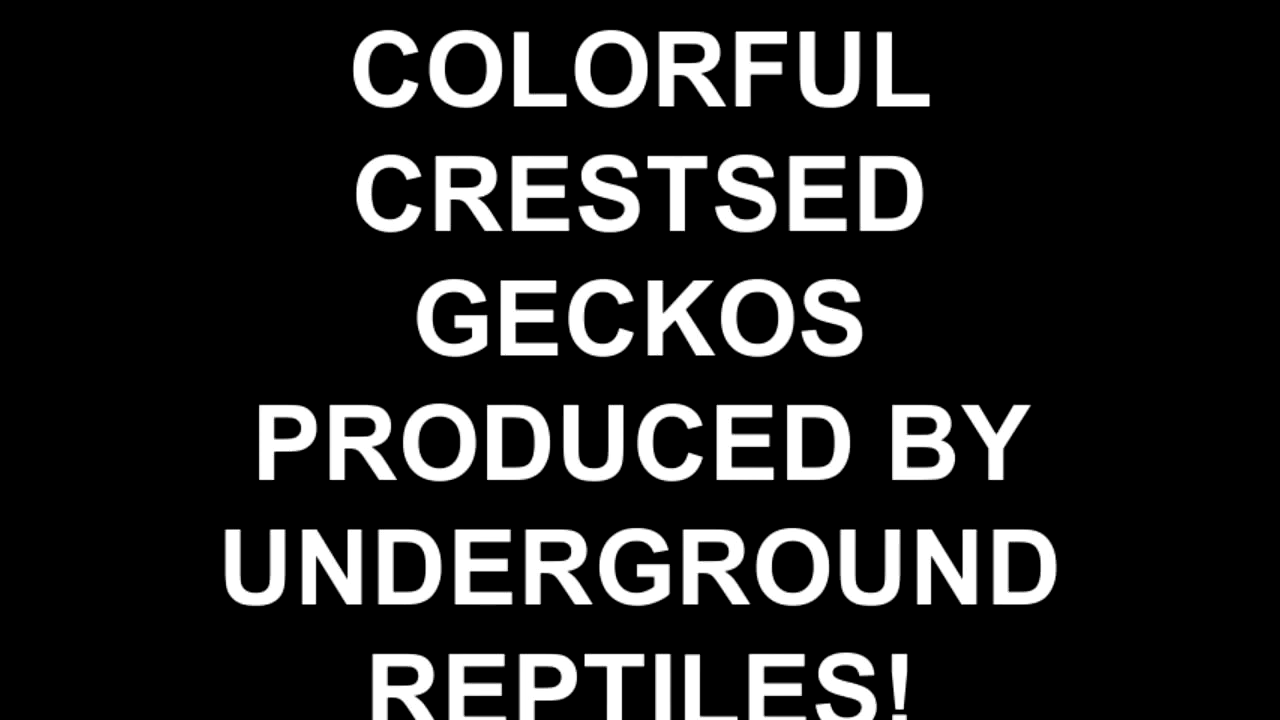 COLORFUL
CRESTSED
GECKOS
PRODUCED BY
UNDERGROUND
REPTILES!